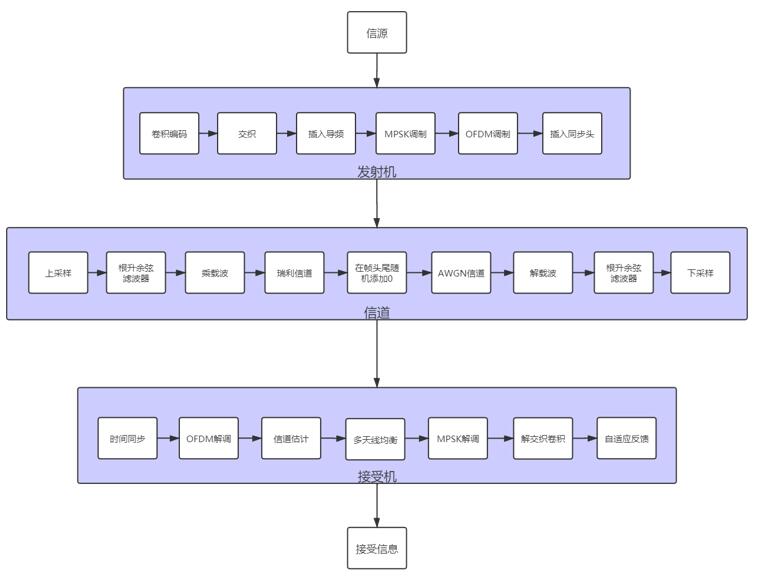 信源
卷积编码
交织
插入导频
MPSK调制
OFDM调制
插入同步头
发射机
上采样
根升余弦
滤波器
乘载波
瑞利信道
在帧头尾随
机添加0
AWGN信道
解载波
根升余弦
滤波器
下采样
信道
时间同步
OFDM解调
信道估计
多天线均衡
MPSK解调
解交织卷积
自适应反馈
接受机
接受信息